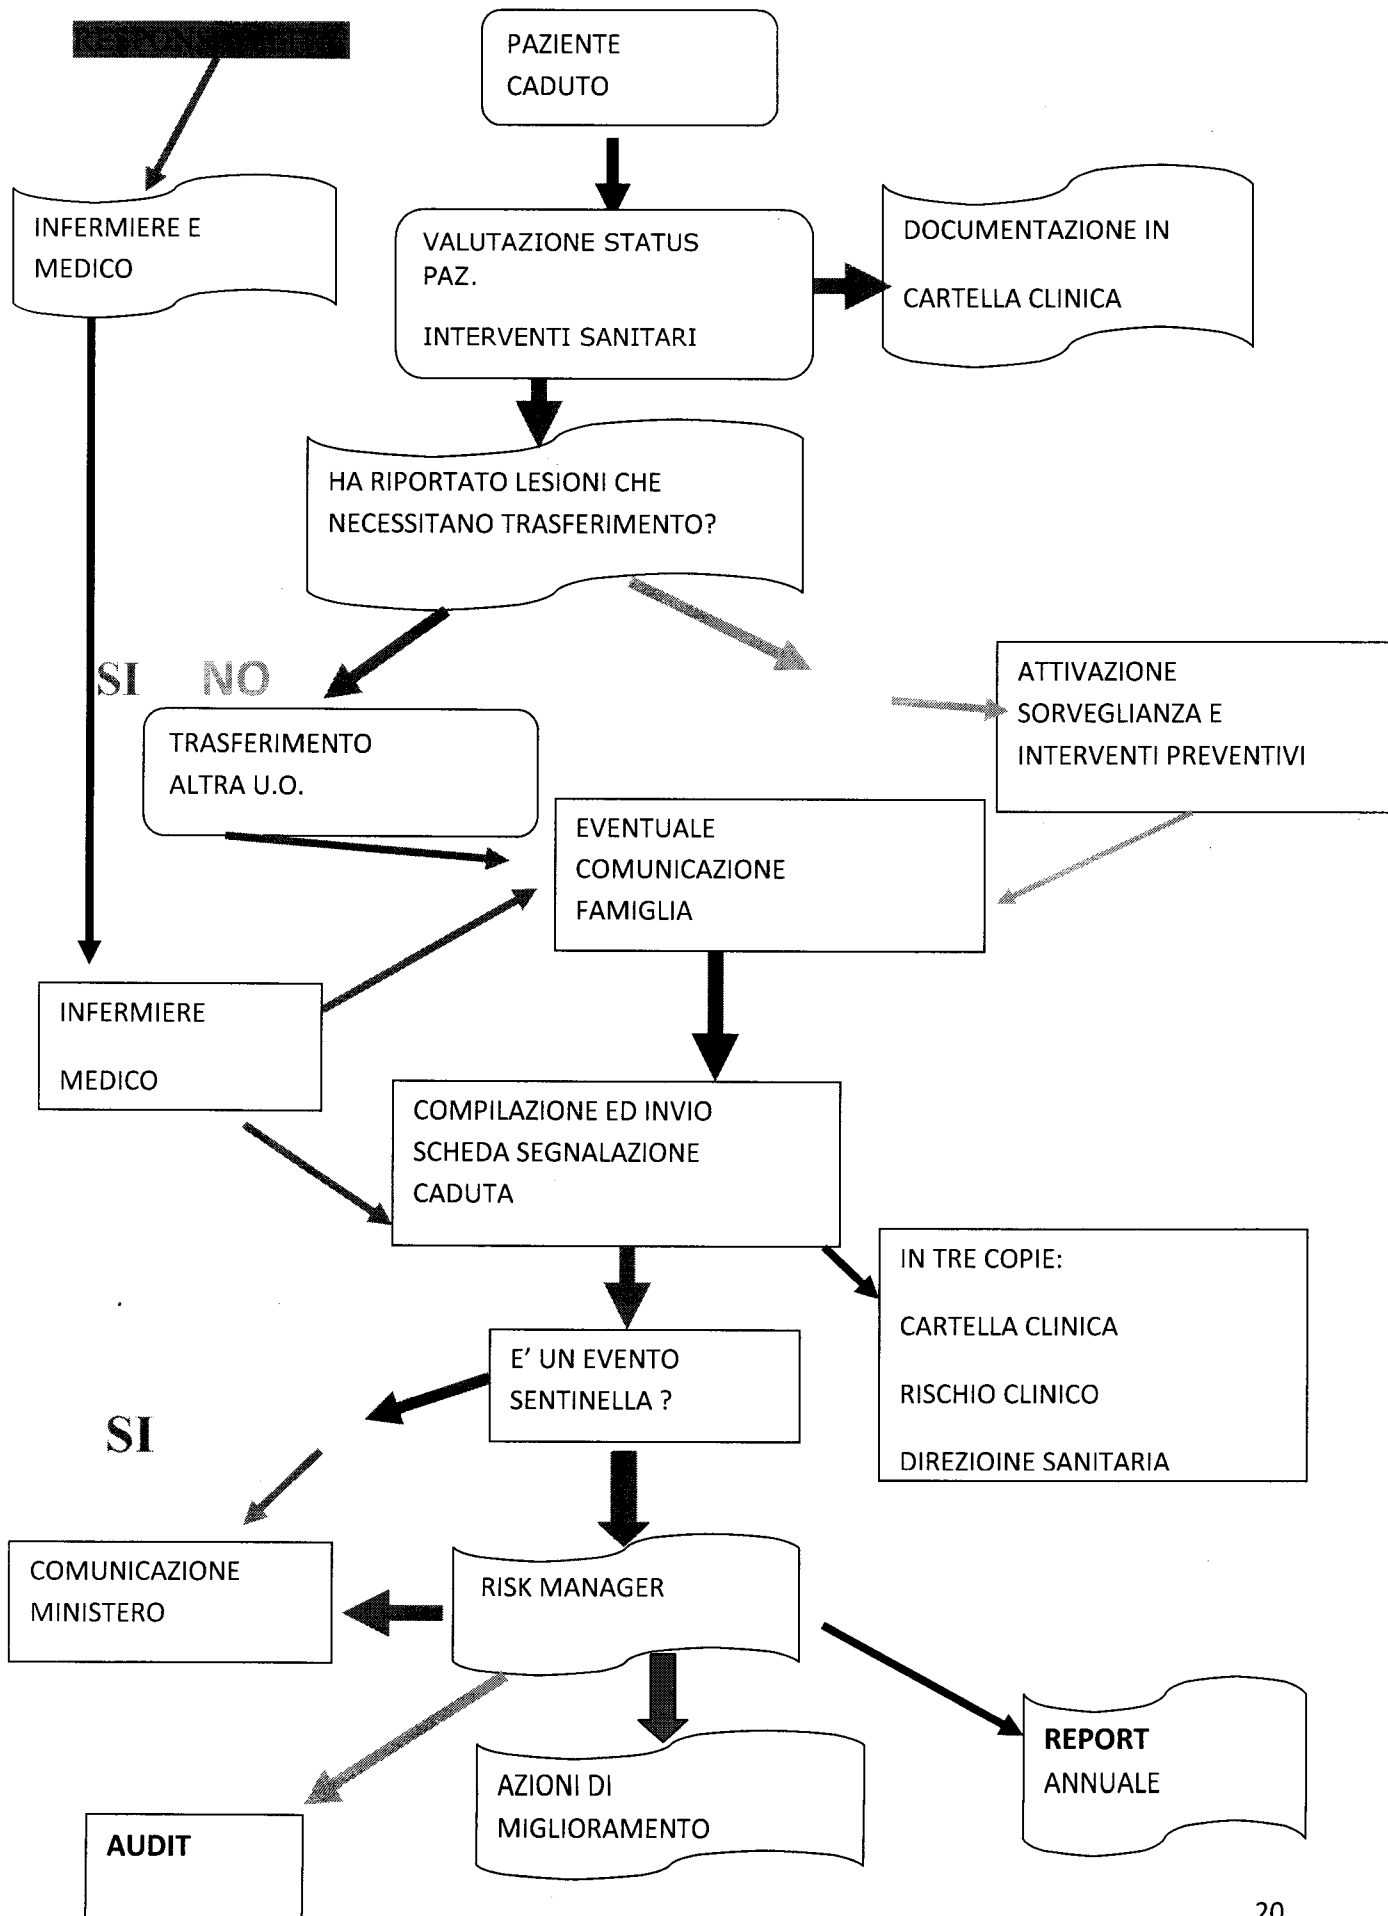 PAZIENTE
CADUTO
INFERMIERE E
MEDICO
VALUTAZIONE STATUS
PAZ.
INTERVENTI SANITARI
DOCUMENTAZIONE IN
CARTELLA CLINICA
HA RIPORTATO LESIONI CHE
NECESSITANO TRASFERIMENTO?
SI NO
ATTIVAZIONE
SORVEGLIANZA E
INTERVENTI PREVENTIVI
TRASFERIMENTO
ALTRA U.O.
EVENTUALE
COMUNICAZIONE
FAMIGLIA
INFERMIERE
MEDICO
COMPILAZIONE ED INVIO
SCHEDA SEGNALAZIONE
CADUTA
IN TRE COPIE:
CARTELLA CLINICA
RISCHIO CLINICO
DIREZIOINE SANITARIA
E' UN EVENTO
SENTINELLA ?
SI
COMUNICAZIONE
MINISTERO
RISK MANAGER
REPORT
ANNUALE
AZIONI DI
MIGLIORAMENTO
AUDIT
20